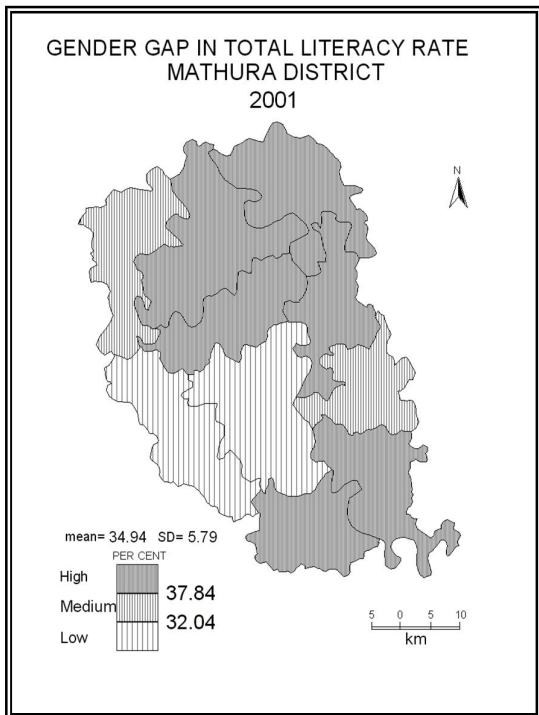 GENDER GAP IN TOTAL LITERACY RATE
MATHURA DISTRICT
2001
N
mean= 34.94 SD= 5.79
PER CENT
High
37.84
Medium
32.04
Low
5 0 5 10
km